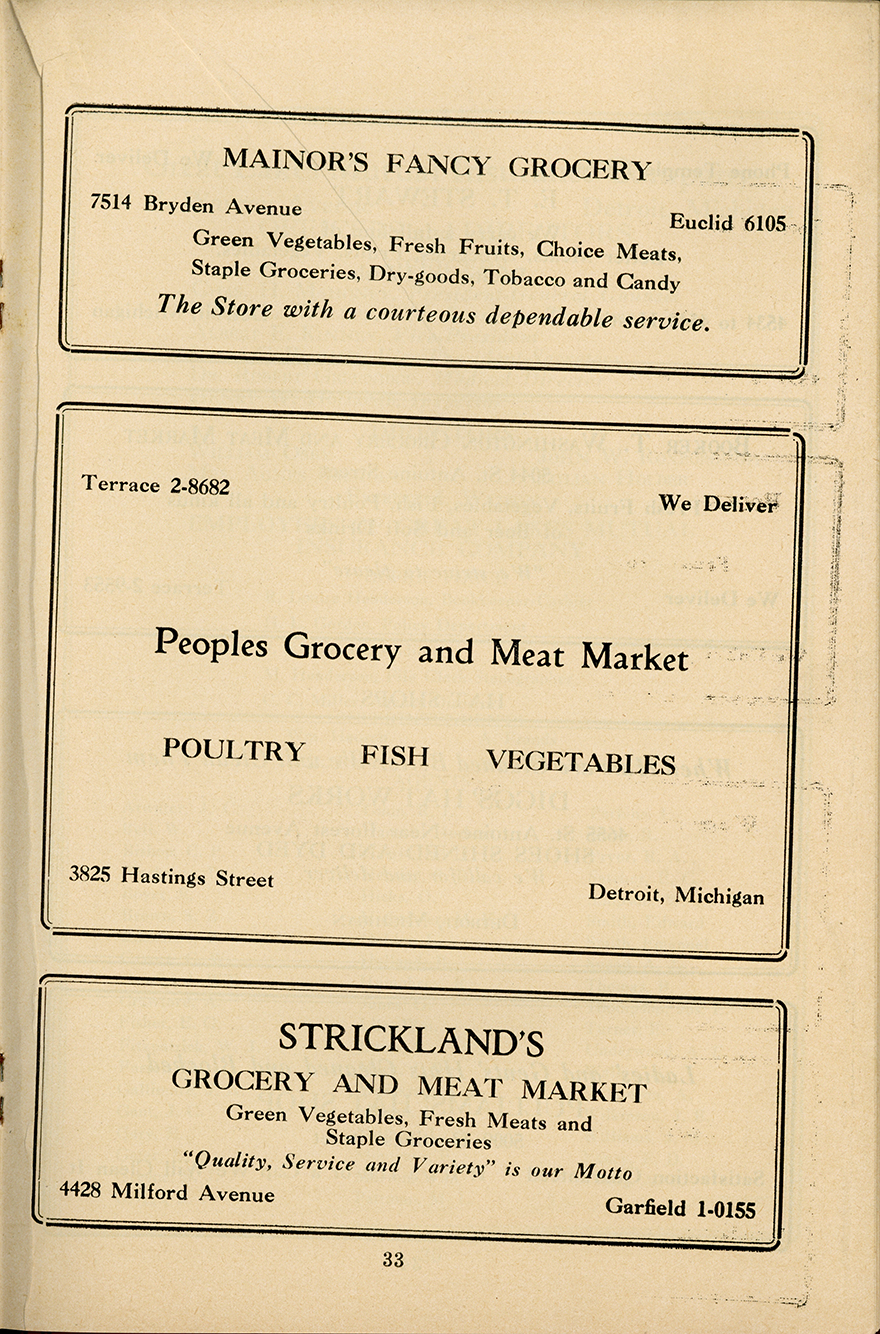 MAINOR'S FANCY GROCERY
7514 Bryden Avenue
Euclid 6105
Green Vegetables, Fresh Fruits, Choice Meats,
Staple Groceries, Dry-goods, Tobacco and Candy
The Store with a courteous dependable service.
Terrace 2-8682
We Deliver
Peoples Grocery and Meat Market
POULTRY FISH VEGETABLES
3825 Hastings Street
Detroit, Michigan
STRICKLAND'S
GROCERY AND MEAT MARKET
Green Vegetables, Fresh Meats and
Staple Groceries
“Quality, Service and Variety” is our Motto
4428 Milford Avenue
Garfield 1-0155
33